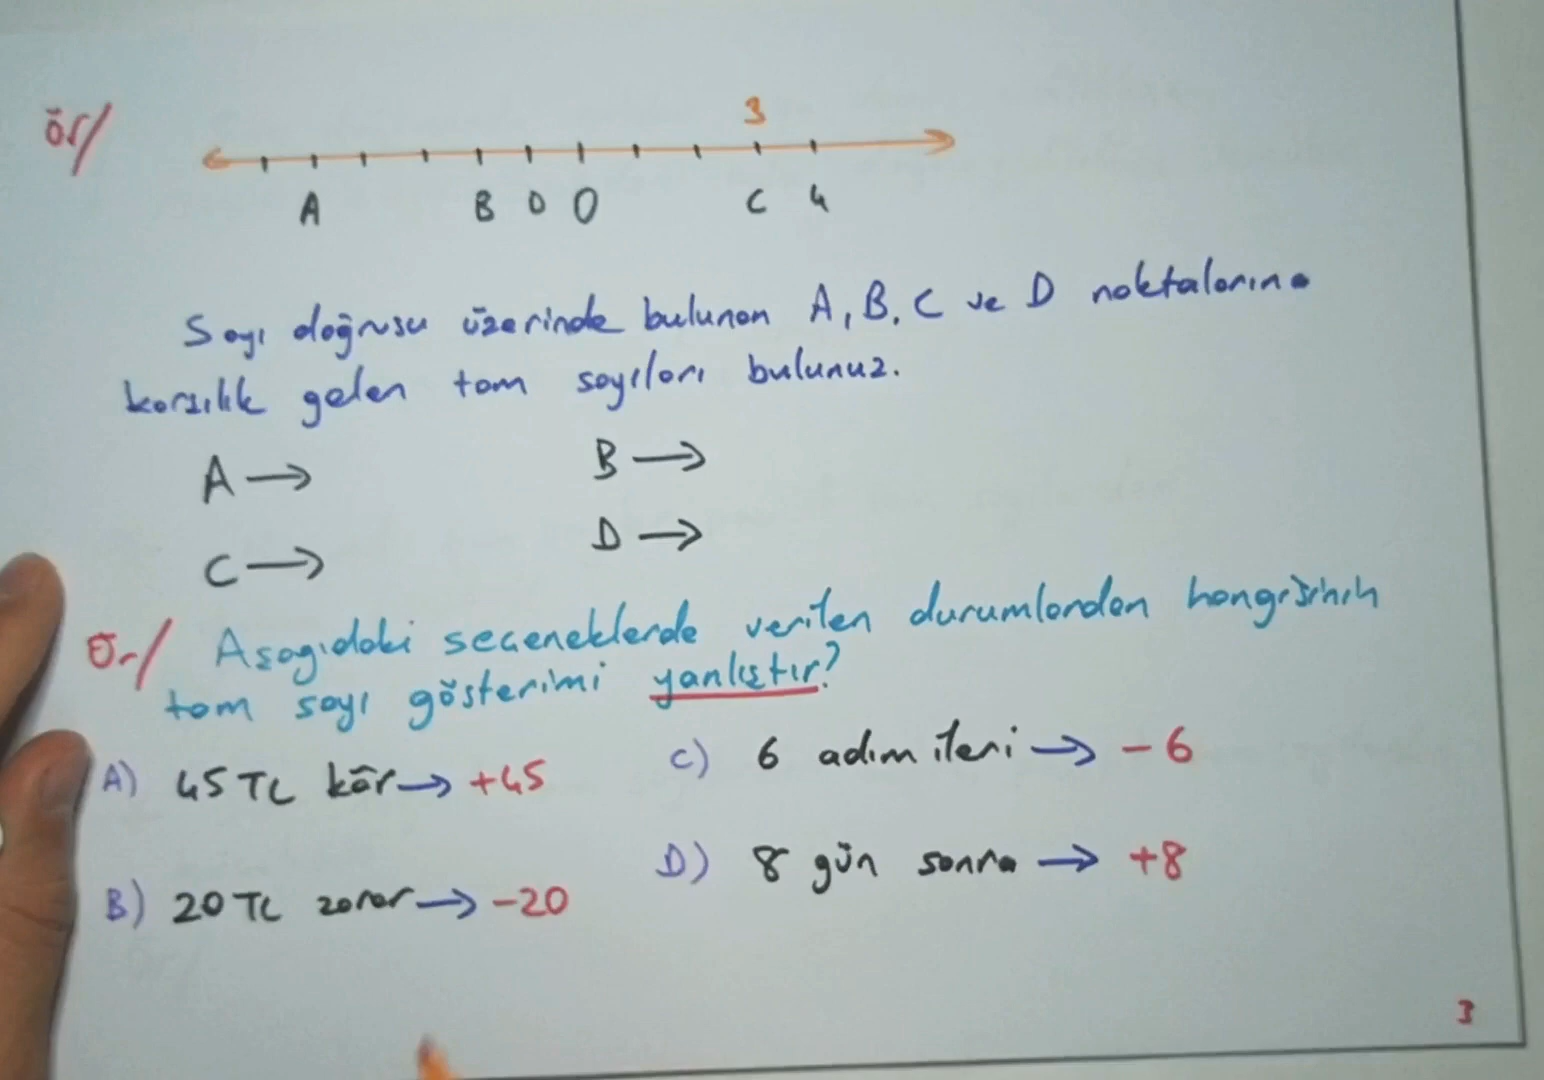 ör/
3
A B D 0 C 4
Sayı doğrusu üzerinde bulunan A, B, C ve D noktalarına
karşılık gelen tam sayıları bulunuz.
A → B →
C → D →
Ör/ Aşağıdaki seçeneklerde verilen durumlardan hangisinin
tam sayı gösterimi yanlıştır?
A) 45 TL kâr → +45 C) 6 adım ileri → -6
B) 20 TL zarar → -20 D) 8 gün sonra → +8
3